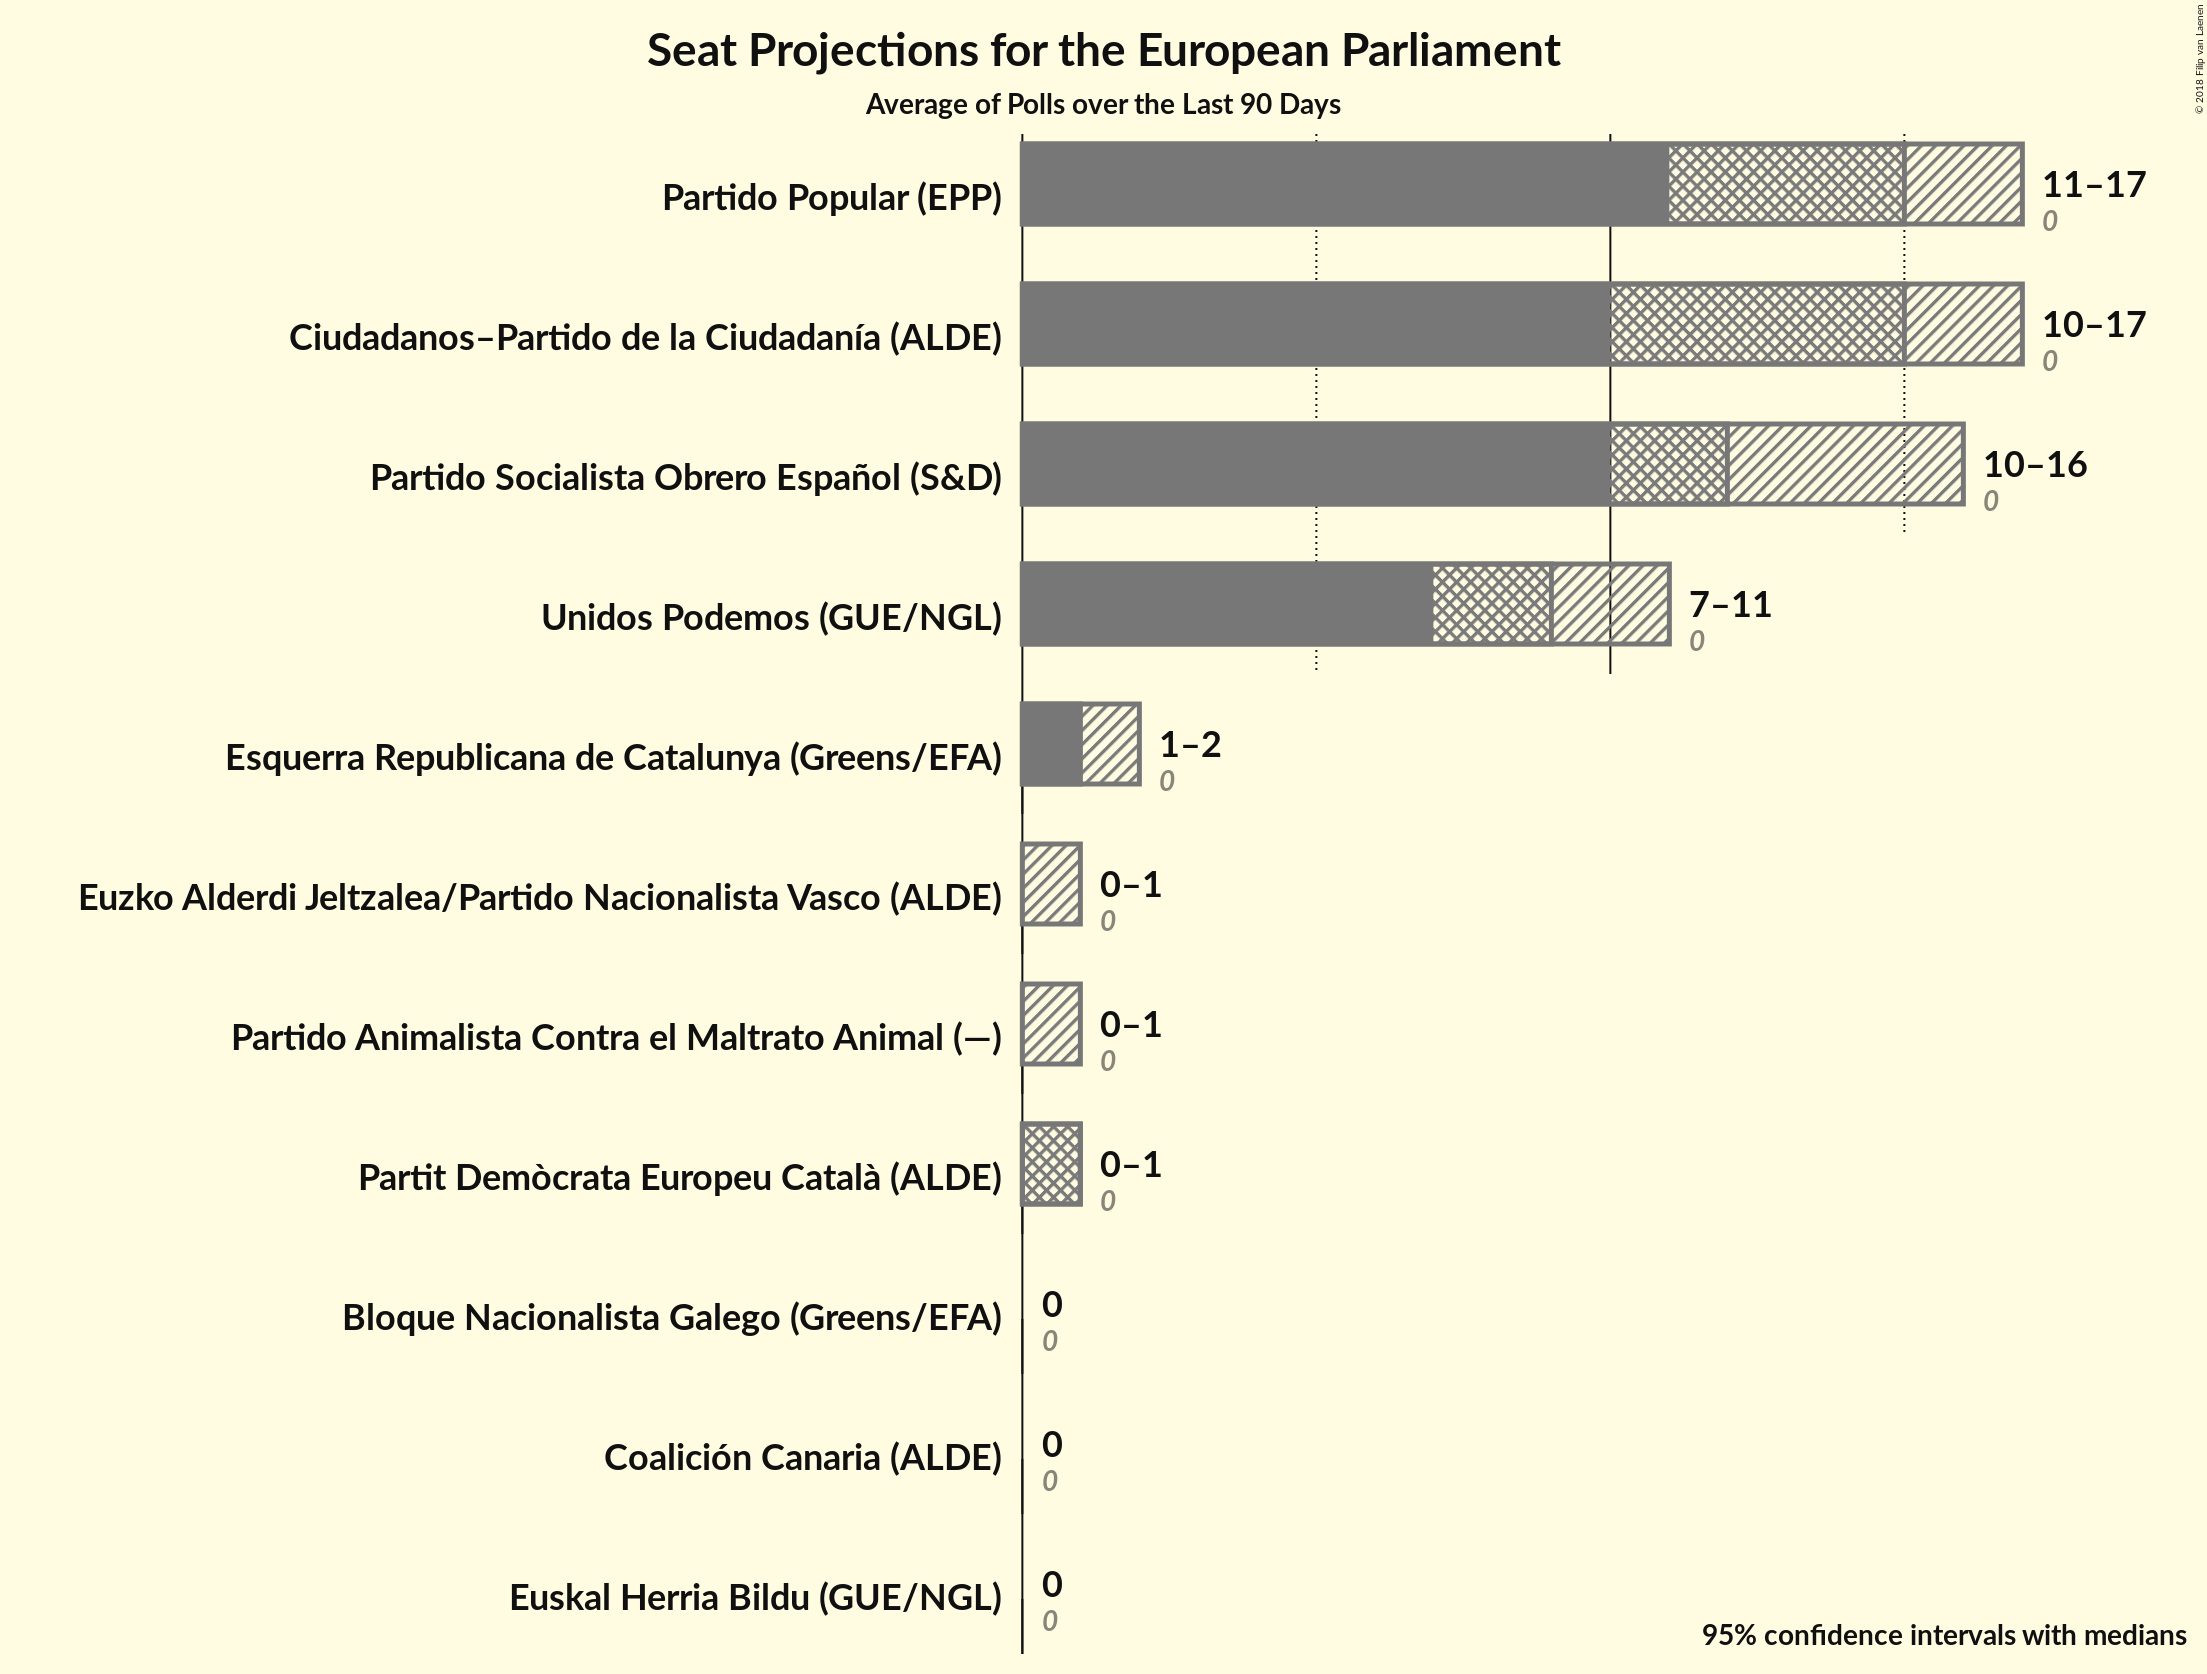 Seat Projections for the European Parliament
Average of Polls over the Last 90 Days
© 2018 Filip van Laenen
Partido Popular (EPP)
11–17
0
Ciudadanos–Partido de la Ciudadanía (ALDE)
10–17
0
Partido Socialista Obrero Español (S&D)
10–16
0
Unidos Podemos (GUE/NGL)
7–11
0
Esquerra Republicana de Catalunya (Greens/EFA)
1–2
0
Euzko Alderdi Jeltzalea/Partido Nacionalista Vasco (ALDE)
0–1
0
Partido Animalista Contra el Maltrato Animal (—)
0–1
0
Partit Demòcrata Europeu Català (ALDE)
0–1
0
Bloque Nacionalista Galego (Greens/EFA)
0
0
Coalición Canaria (ALDE)
0
0
Euskal Herria Bildu (GUE/NGL)
0
0
95% confidence intervals with medians